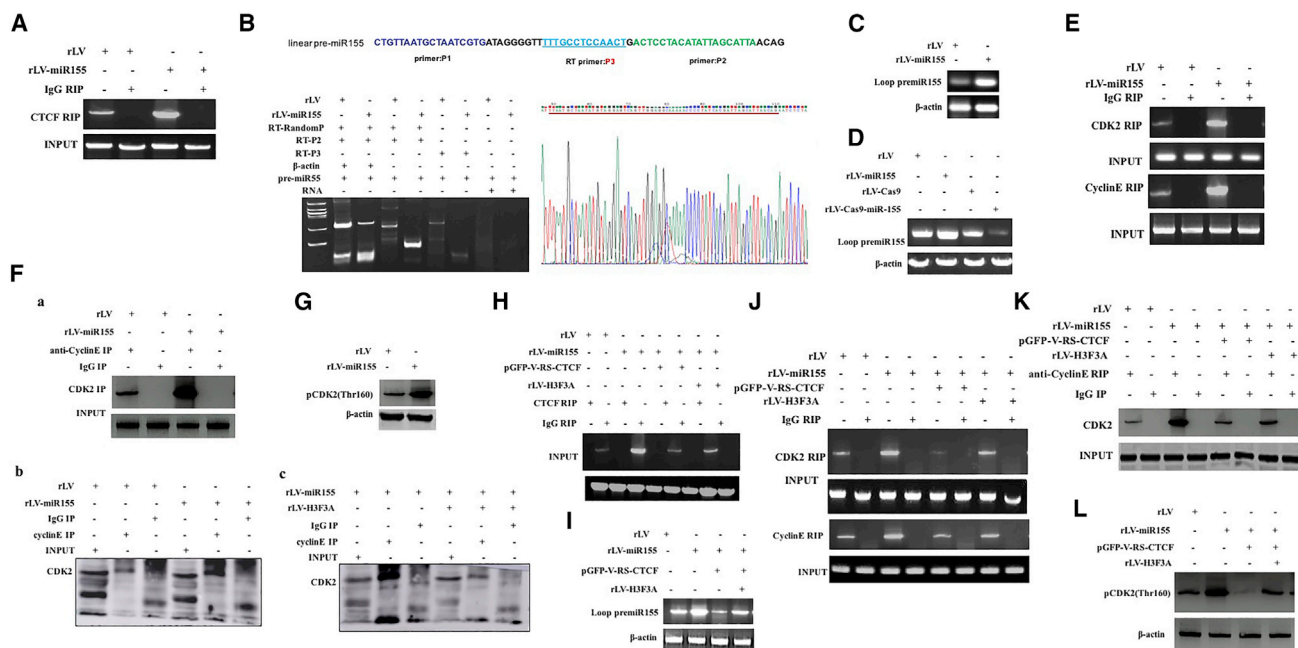 A
rLV + + - -
rLV-miR155 - - + +
IgG RIP - + - +
CTCF RIP
INPUT
B
linear pre-miR155 CTGTTAATGCTAATCGTGATAGGGGTTTTTGCCTCCAACTGACTCCTACATATTAGCATTAACAG
primer:P1 RT primer:P3 primer:P2
rLV + - + - + - + -
rLV-miR155 - + - + - + - +
RT-RandomP + + + + - - - -
RT-P2 + + + + - - - -
RT-P3 - - - - + + - -
β-actin + + - - - - - -
pre-miR55 + + + + + + + +
RNA - - - - - - + +
C
rLV + -
rLV-miR155 - +
Loop premiR155
β-actin
D
rLV + - - -
rLV-miR155 - + - -
rLV-Cas9 - - + -
rLV-Cas9-miR-155 - - - +
Loop premiR155
β-actin
E
rLV + + - -
rLV-miR155 - - + +
IgG RIP - + - +
CDK2 RIP
INPUT
CyclinE RIP
INPUT
F
a
rLV + + - -
rLV-miR155 - - + +
anti-CyclinE IP + - + -
IgG IP - + - +
CDK2 IP
INPUT
b
rLV + + + - - -
rLV-miR155 - - - + + +
IgG IP - - + - - +
cyclinE IP - + - - + -
INPUT + - - + - -
CDK2
c
rLV-miR155 + + + + + +
rLV-H3F3A - - - + + +
IgG IP - - + - - +
cyclinE IP - + - - + -
INPUT + - - + - -
CDK2
G
rLV + -
rLV-miR155 - +
pCDK2(Thr160)
β-actin
H
rLV + + - - - - - -
rLV-miR155 - - + + + + + +
pGFP-V-RS-CTCF - - - - + + - -
rLV-H3F3A - - - - - - + +
CTCF RIP + - + - + - + -
IgG RIP - + - + - + - +
INPUT
I
rLV + - - -
rLV-miR155 - + + +
pGFP-V-RS-CTCF - - + +
rLV-H3F3A - - - +
Loop premiR155
β-actin
J
rLV + + - - - - - -
rLV-miR155 - - + + + + + +
pGFP-V-RS-CTCF - - - - + + - -
rLV-H3F3A - - - - - - + +
IgG RIP - + - + - + - +
CDK2 RIP
INPUT
CyclinE RIP
INPUT
K
rLV + + - - - - - -
rLV-miR155 - - + + + + + +
pGFP-V-RS-CTCF - - - - + + - -
rLV-H3F3A - - - - - - + +
anti-CyclinE RIP + - + - + - + -
IgG IP - + - + - + - +
CDK2
INPUT
L
rLV + - - -
rLV-miR155 - + + +
pGFP-V-RS-CTCF - - + +
rLV-H3F3A - - - +
pCDK2(Thr160)
β-actin